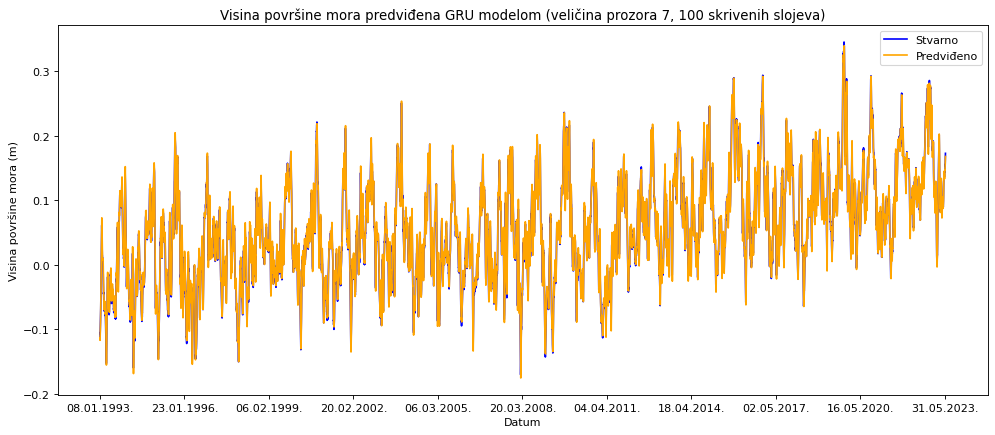 Visina površine mora predviđena GRU modelom (veličina prozora 7, 100 skrivenih slojeva)
Stvarno
Predviđeno
Visina površine mora (m)
0.3
0.2
0.1
0.0
−0.1
−0.2
08.01.1993. 23.01.1996. 06.02.1999. 20.02.2002. 06.03.2005. 20.03.2008. 04.04.2011. 18.04.2014. 02.05.2017. 16.05.2020. 31.05.2023.
Datum